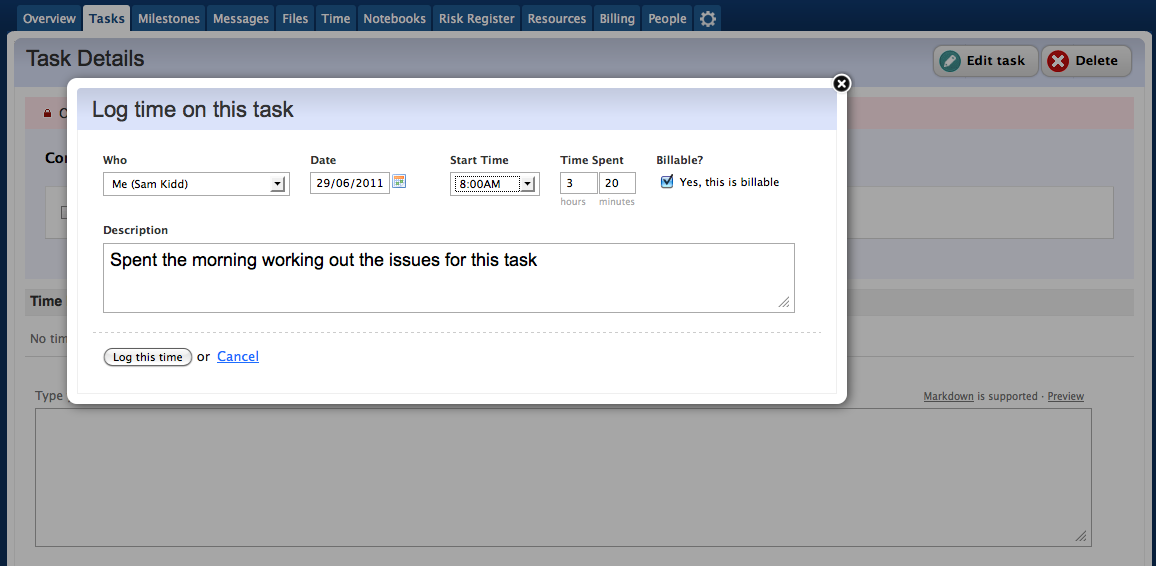 Overview Tasks Milestones Messages Files Time Notebooks Risk Register Resources Billing People
Task Details
Edit task Delete
Log time on this task
Who Date Start Time Time Spent Billable?
Me (Sam Kidd) 29/06/2011 8:00AM 3 20 Yes, this is billable
hours minutes
Description
Spent the morning working out the issues for this task
Time
Log this time or Cancel
Type Markdown is supported · Preview